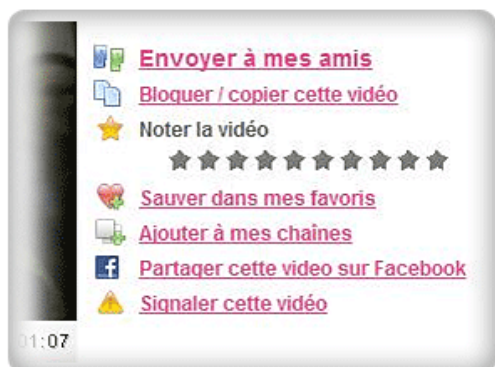 Envoyer à mes amis
Bloguer / copier cette vidéo
Noter la vidéo
Sauver dans mes favoris
Ajouter à mes chaînes
Partager cette video sur Facebook
Signaler cette vidéo
01:07